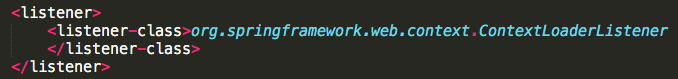 <listener>
    <listener-class>org.springframework.web.context.ContextLoaderListener
    </listener-class>
</listener>